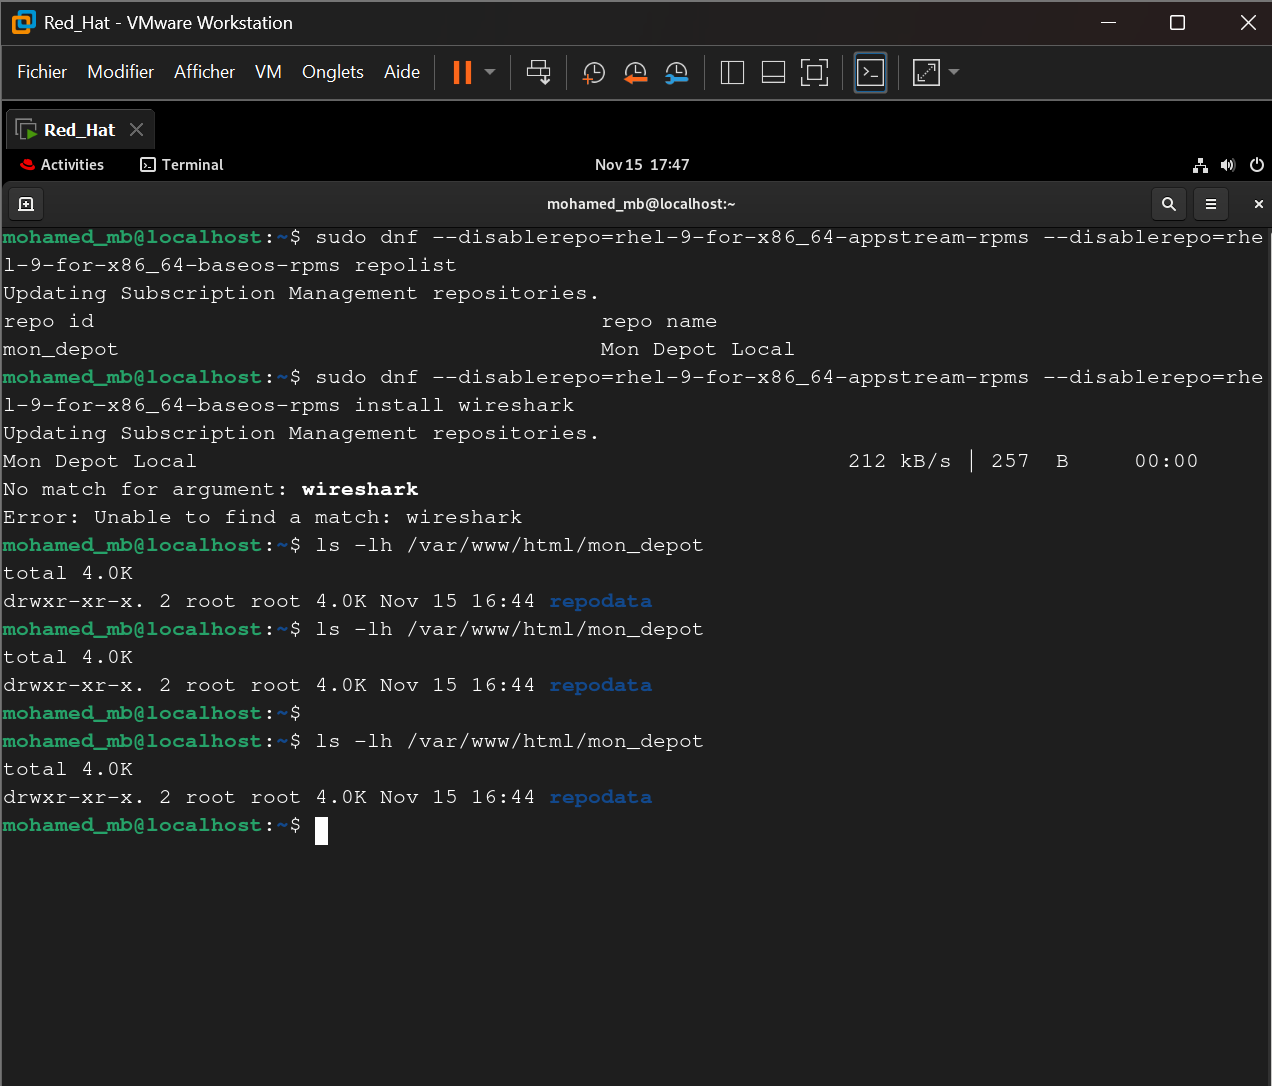 Red_Hat - VMware Workstation
Fichier Modifier Afficher VM Onglets Aide
Red_Hat
Activities Terminal Nov 15 17:47
mohamed_mb@localhost:~
mohamed_mb@localhost:~$ sudo dnf --disablerepo=rhel-9-for-x86_64-appstream-rpms --disablerepo=rhe
l-9-for-x86_64-baseos-rpms repolist
Updating Subscription Management repositories.
repo id repo name
mon_depot Mon Depot Local
mohamed_mb@localhost:~$ sudo dnf --disablerepo=rhel-9-for-x86_64-appstream-rpms --disablerepo=rhe
l-9-for-x86_64-baseos-rpms install wireshark
Updating Subscription Management repositories.
Mon Depot Local 212 kB/s | 257 B 00:00
No match for argument: wireshark
Error: Unable to find a match: wireshark
mohamed_mb@localhost:~$ ls -lh /var/www/html/mon_depot
total 4.0K
drwxr-xr-x. 2 root root 4.0K Nov 15 16:44 repodata
mohamed_mb@localhost:~$ ls -lh /var/www/html/mon_depot
total 4.0K
drwxr-xr-x. 2 root root 4.0K Nov 15 16:44 repodata
mohamed_mb@localhost:~$
mohamed_mb@localhost:~$ ls -lh /var/www/html/mon_depot
total 4.0K
drwxr-xr-x. 2 root root 4.0K Nov 15 16:44 repodata
mohamed_mb@localhost:~$